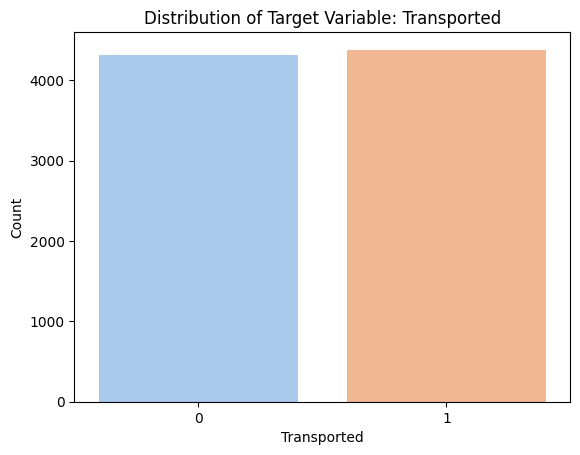 Distribution of Target Variable: Transported
4000
3000
2000
1000
0
Count
0 1
Transported